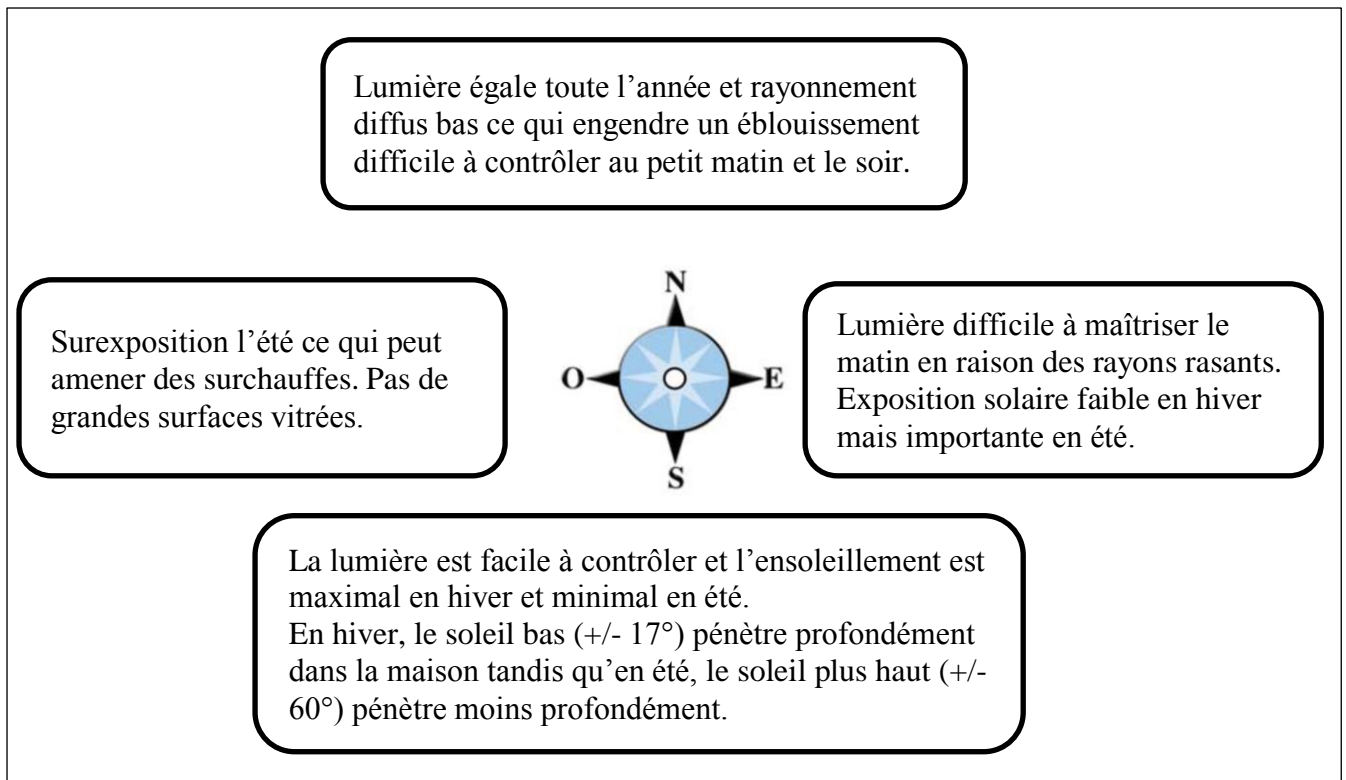 Lumière égale toute l’année et rayonnement
diffus bas ce qui engendre un éblouissement
difficile à contrôler au petit matin et le soir.
Surexposition l’été ce qui peut
amener des surchauffes. Pas de
grandes surfaces vitrées.
N
O
E
S
Lumière difficile à maîtriser le
matin en raison des rayons rasants.
Exposition solaire faible en hiver
mais importante en été.
La lumière est facile à contrôler et l’ensoleillement est
maximal en hiver et minimal en été.
En hiver, le soleil bas (+/- 17°) pénètre profondément
dans la maison tandis qu’en été, le soleil plus haut (+/-
60°) pénètre moins profondément.